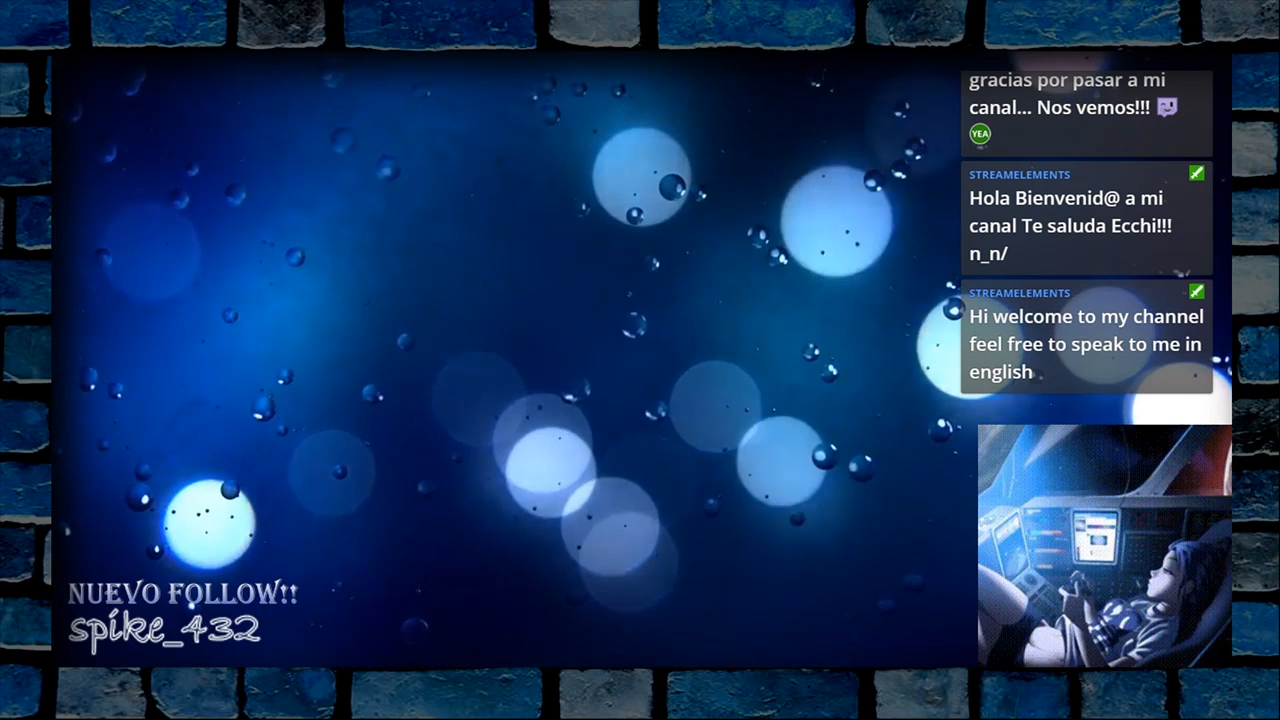 gracias por pasar a mi
canal... Nos vemos!!!
YEA
STREAMELEMENTS
Hola Bienvenid@ a mi
canal Te saluda Ecchi!!!
n_n/
STREAMELEMENTS
Hi welcome to my channel
feel free to speak to me in
english
NUEVO FOLLOW!!
spike_432